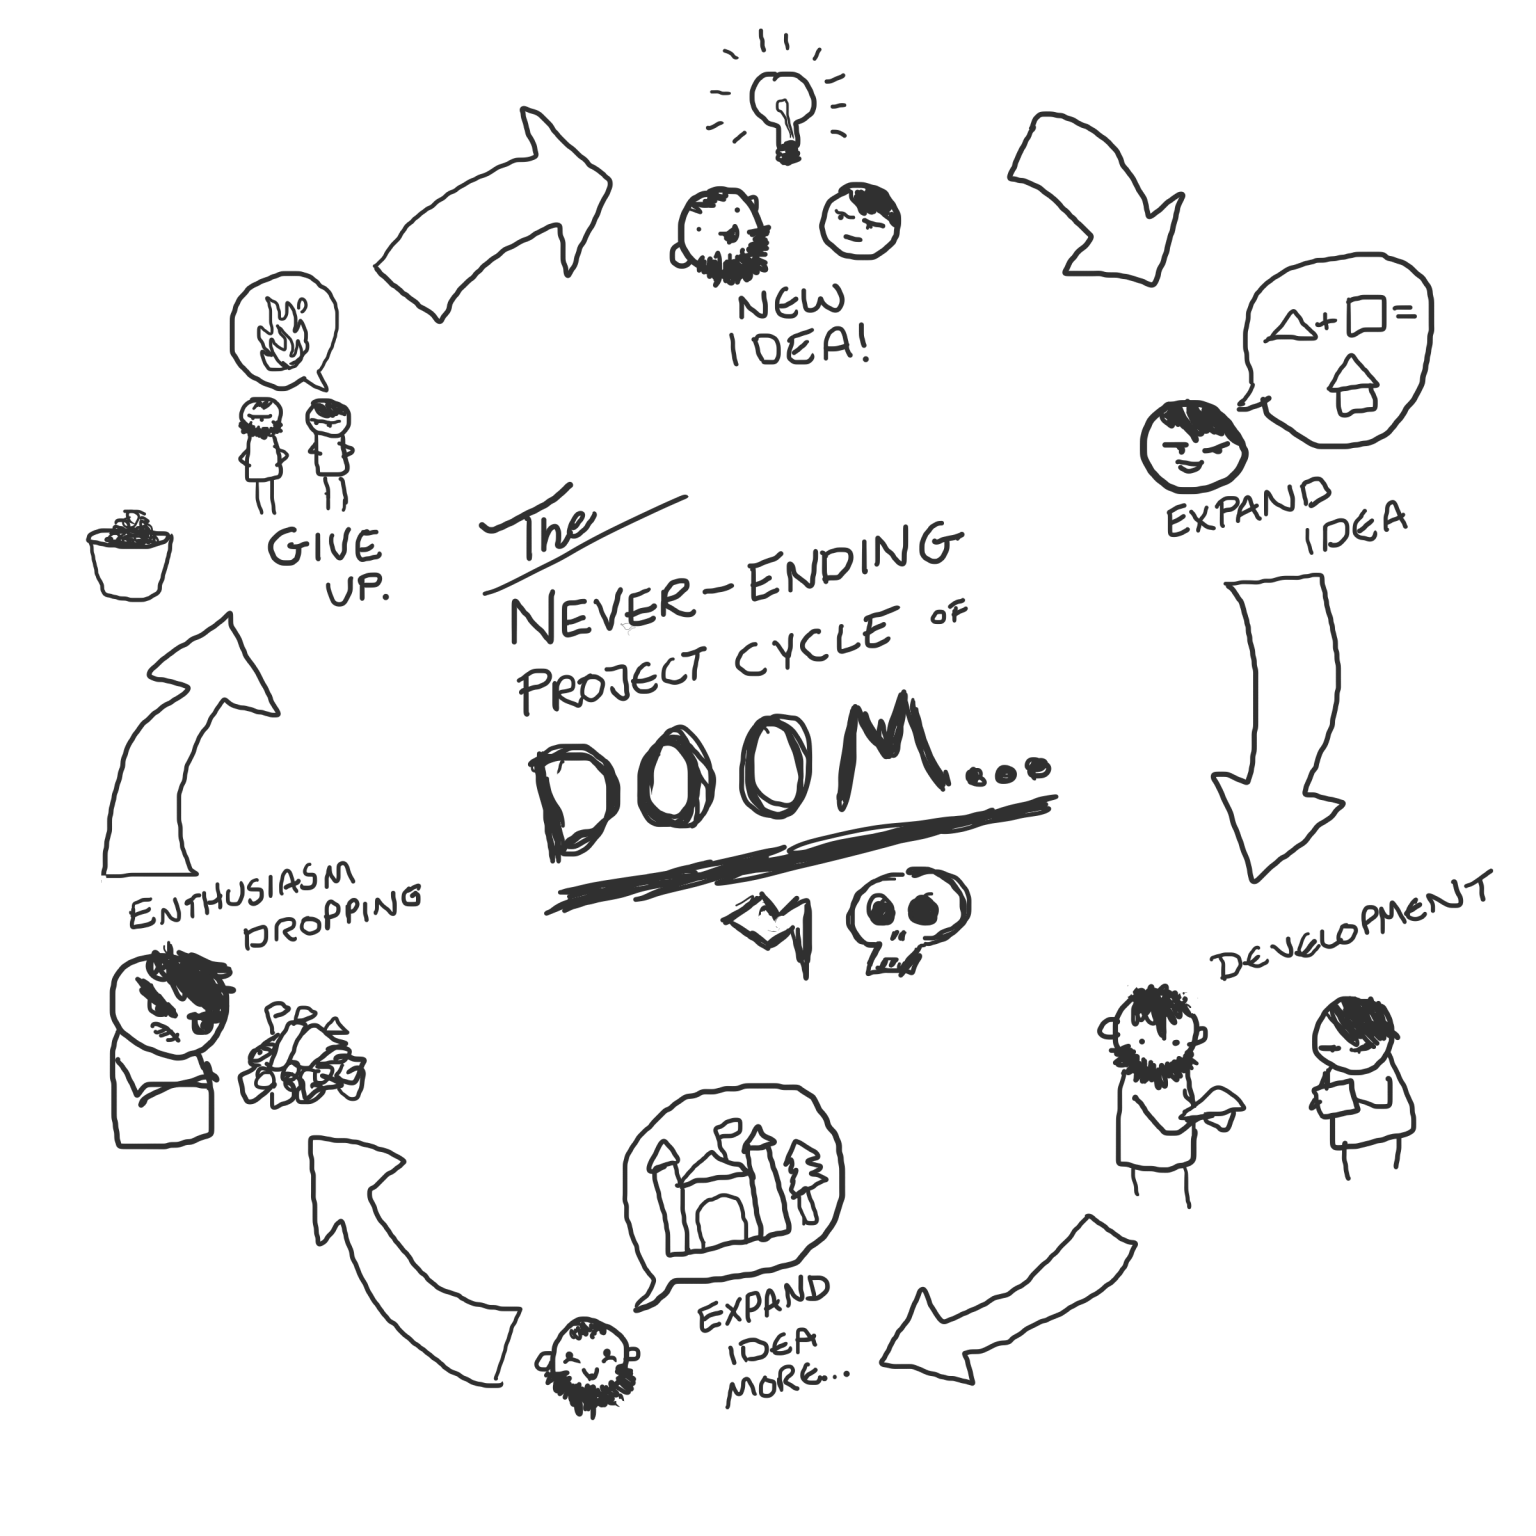 The
NEVER-ENDING
PROJECT CYCLE OF
DOOM...
NEW
IDEA!
+ =
EXPAND
IDEA
DEVELOPMENT
EXPAND
IDEA
MORE...
ENTHUSIASM
DROPPING
GIVE
UP.